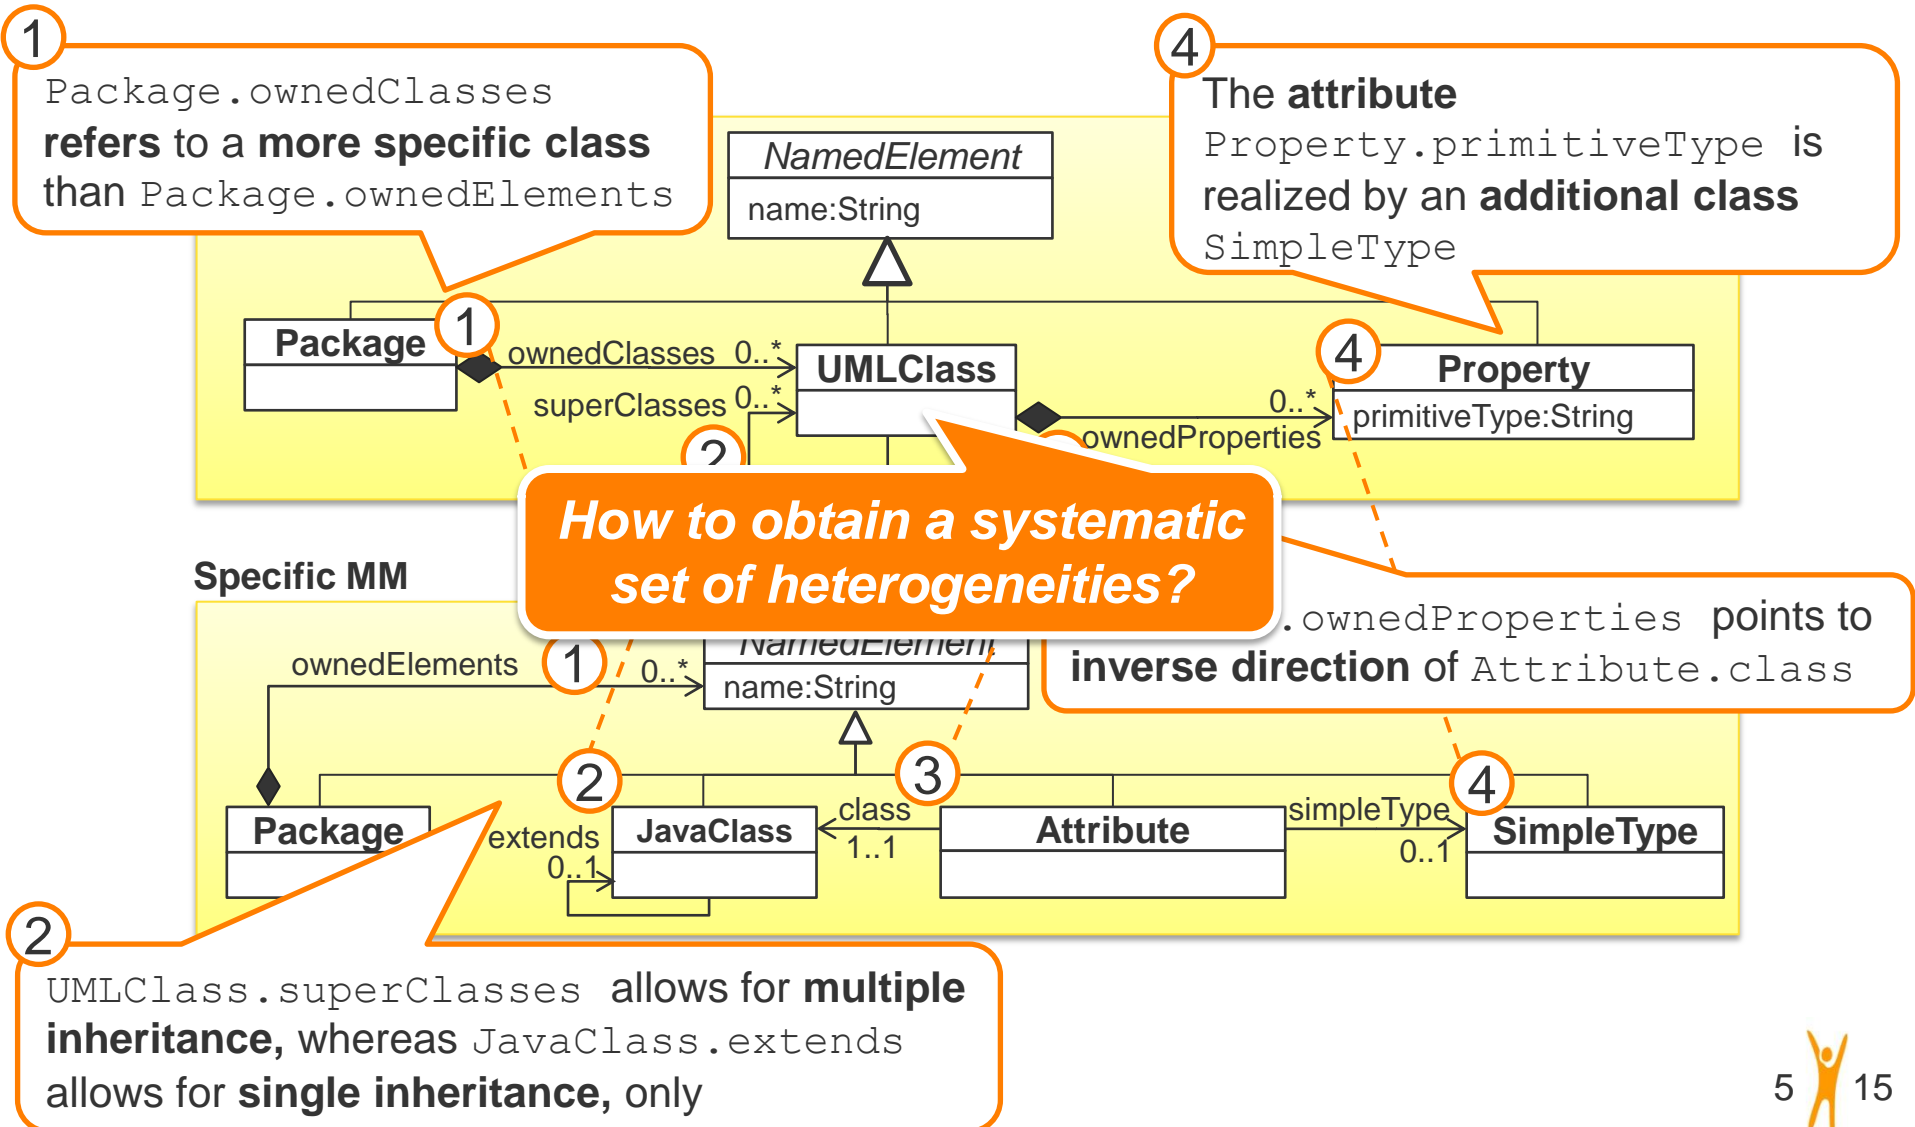 1
Package.ownedClasses
refers to a more specific class
than Package.ownedElements
4
The attribute
Property.primitiveType is
realized by an additional class
SimpleType
NamedElement
name:String
Package
1
ownedClasses 0..*
superClasses 0..*
UMLClass
2
0..*
ownedProperties
4
Property
primitiveType:String
How to obtain a systematic
set of heterogeneities?
Specific MM
.ownedProperties points to
inverse direction of Attribute.class
ownedElements
1
0..*
NamedElement
name:String
Package
2
extends
0..1
JavaClass
class
1..1
3
Attribute
simpleType
0..1
4
SimpleType
2
UMLClass.superClasses allows for multiple
inheritance, whereas JavaClass.extends
allows for single inheritance, only
5 15